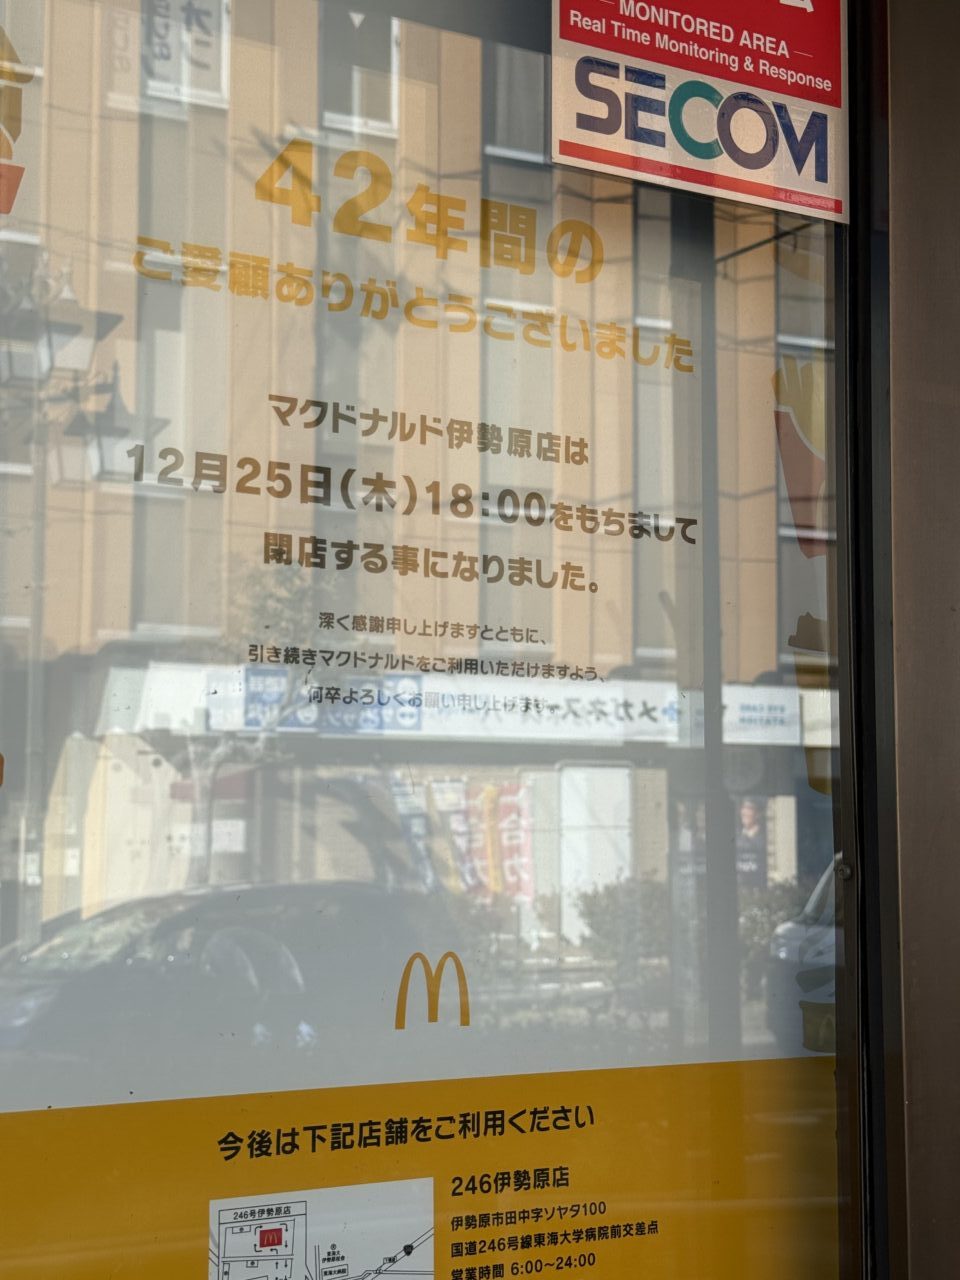 MONITORED AREA
Real Time Monitoring & Response
SECOM
42年間の
ご愛顧ありがとうございました
マクドナルド伊勢原店は
12月25日(木)18:00をもちまして
閉店する事になりました。
深く感謝申し上げますとともに、
引き続きマクドナルドをご利用いただけますよう、
何卒よろしくお願い申し上げます。
今後は下記店舗をご利用ください
246伊勢原店
伊勢原市田中字ソヤタ100
国道246号線東海大学病院前交差点
営業時間 6:00~24:00
246号伊勢原店
東海大病院